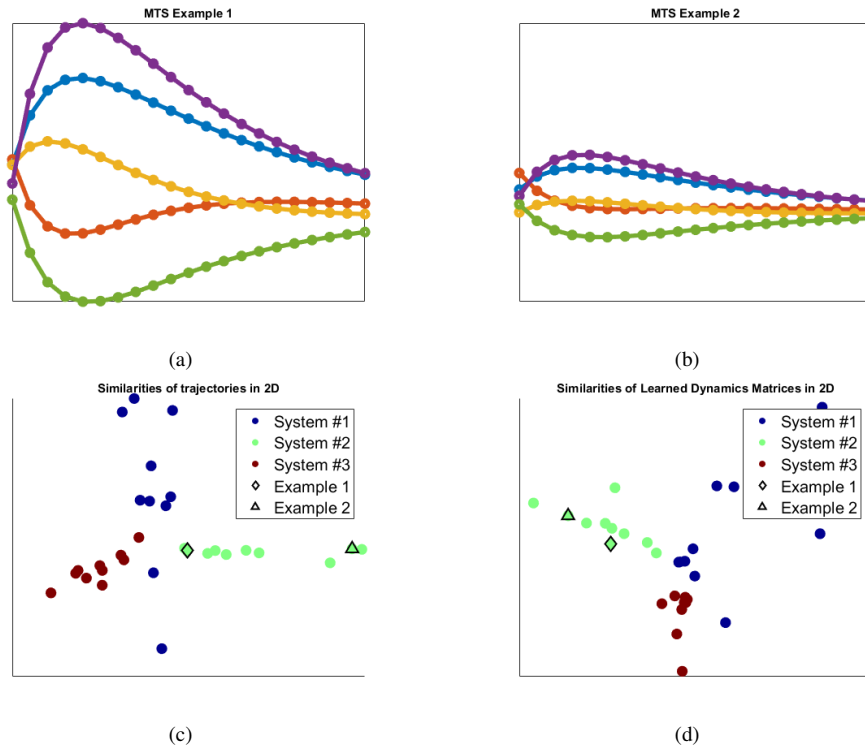 MTS Example 1
MTS Example 2
(a)
(b)
Similarities of trajectories in 2D
System #1
System #2
System #3
Example 1
Example 2
Similarities of Learned Dynamics Matrices in 2D
System #1
System #2
System #3
Example 1
Example 2
(c)
(d)